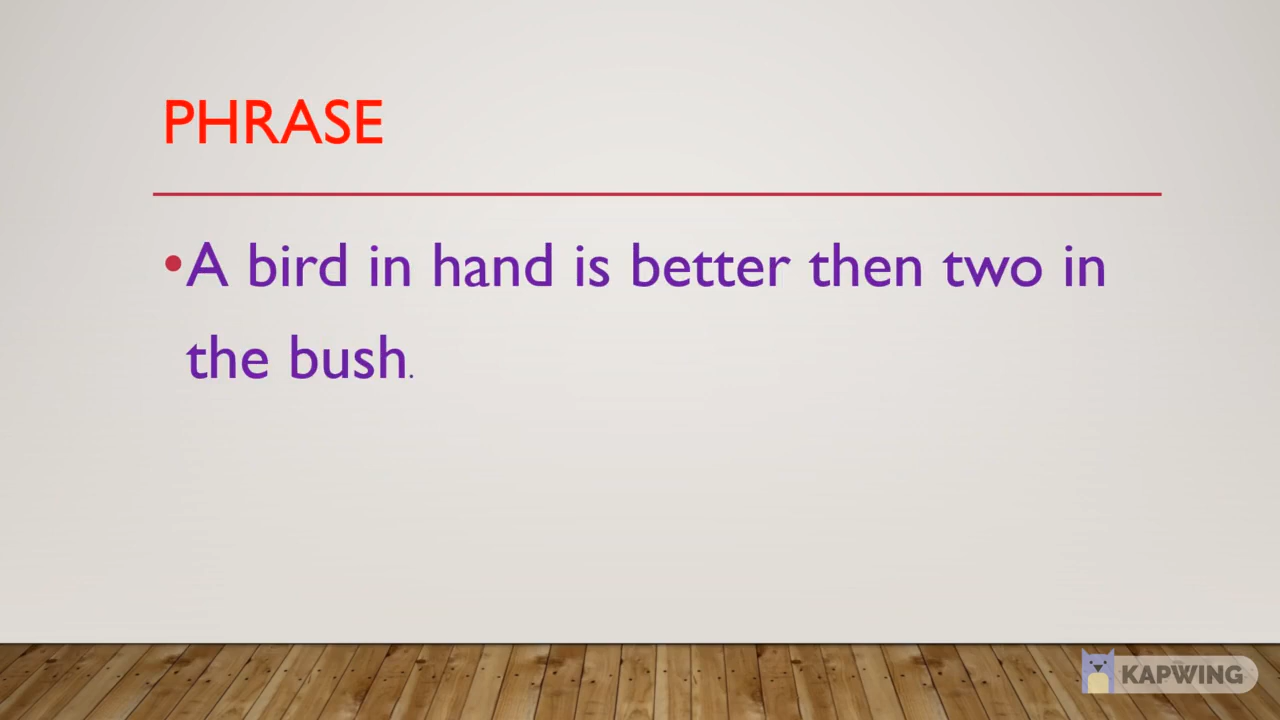 PHRASE
•A bird in hand is better then two in
the bush.
KAPWING